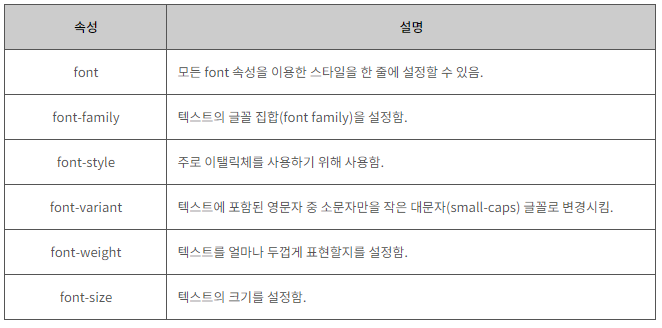 속성 설명
font 모든 font 속성을 이용한 스타일을 한 줄에 설정할 수 있음.
font-family 텍스트의 글꼴 집합(font family)을 설정함.
font-style 주로 이탤릭체를 사용하기 위해 사용함.
font-variant 텍스트에 포함된 영문자 중 소문자만을 작은 대문자(small-caps) 글꼴로 변경시킴.
font-weight 텍스트를 얼마나 두껍게 표현할지를 설정함.
font-size 텍스트의 크기를 설정함.